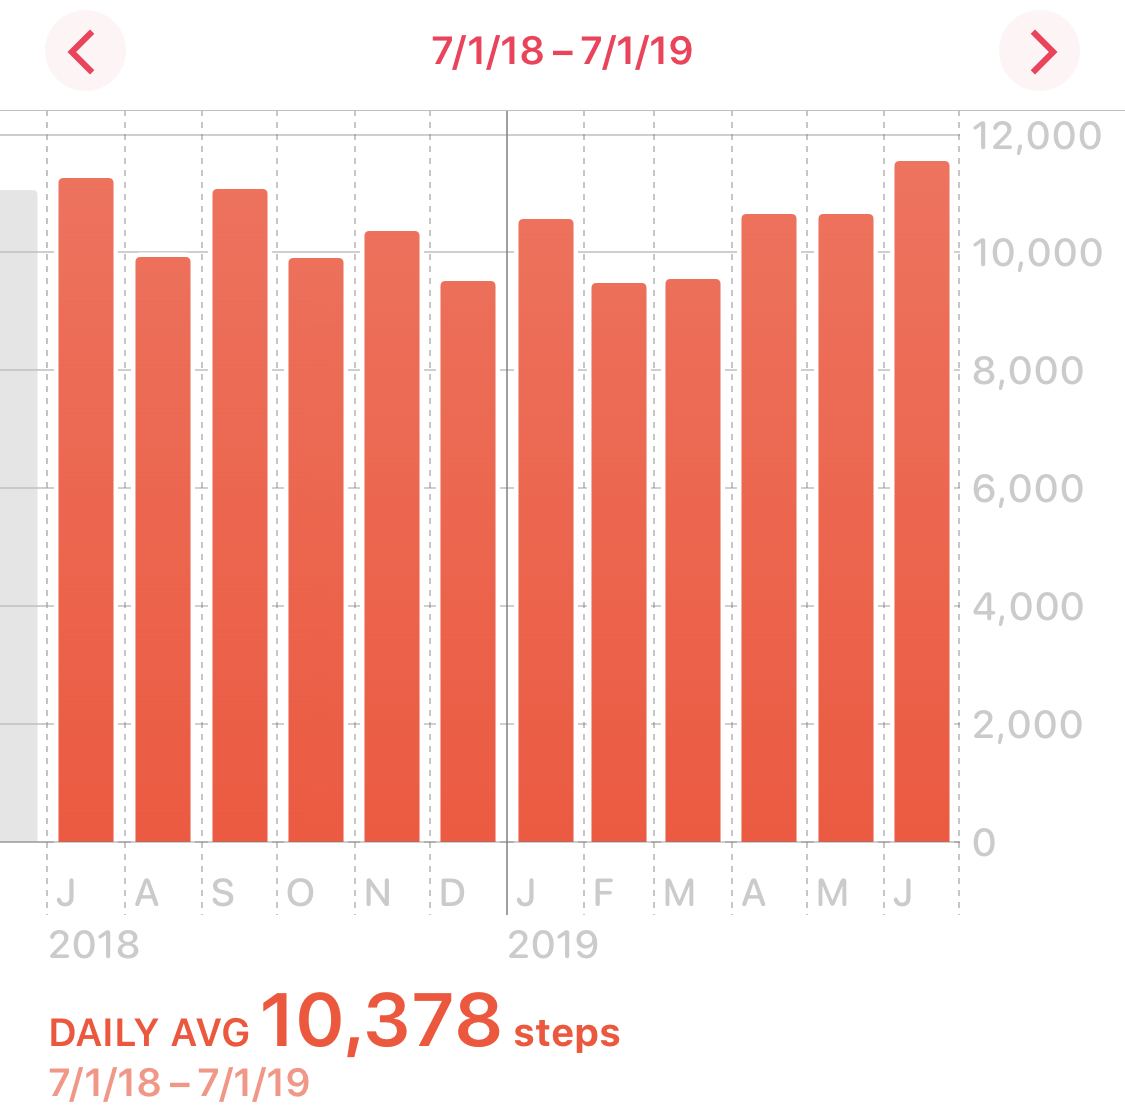 7/1/18 – 7/1/19
12,000
10,000
8,000
6,000
4,000
2,000
0
J A S O N D J F M A M J
2018 2019
DAILY AVG 10,378 steps
7/1/18 – 7/1/19